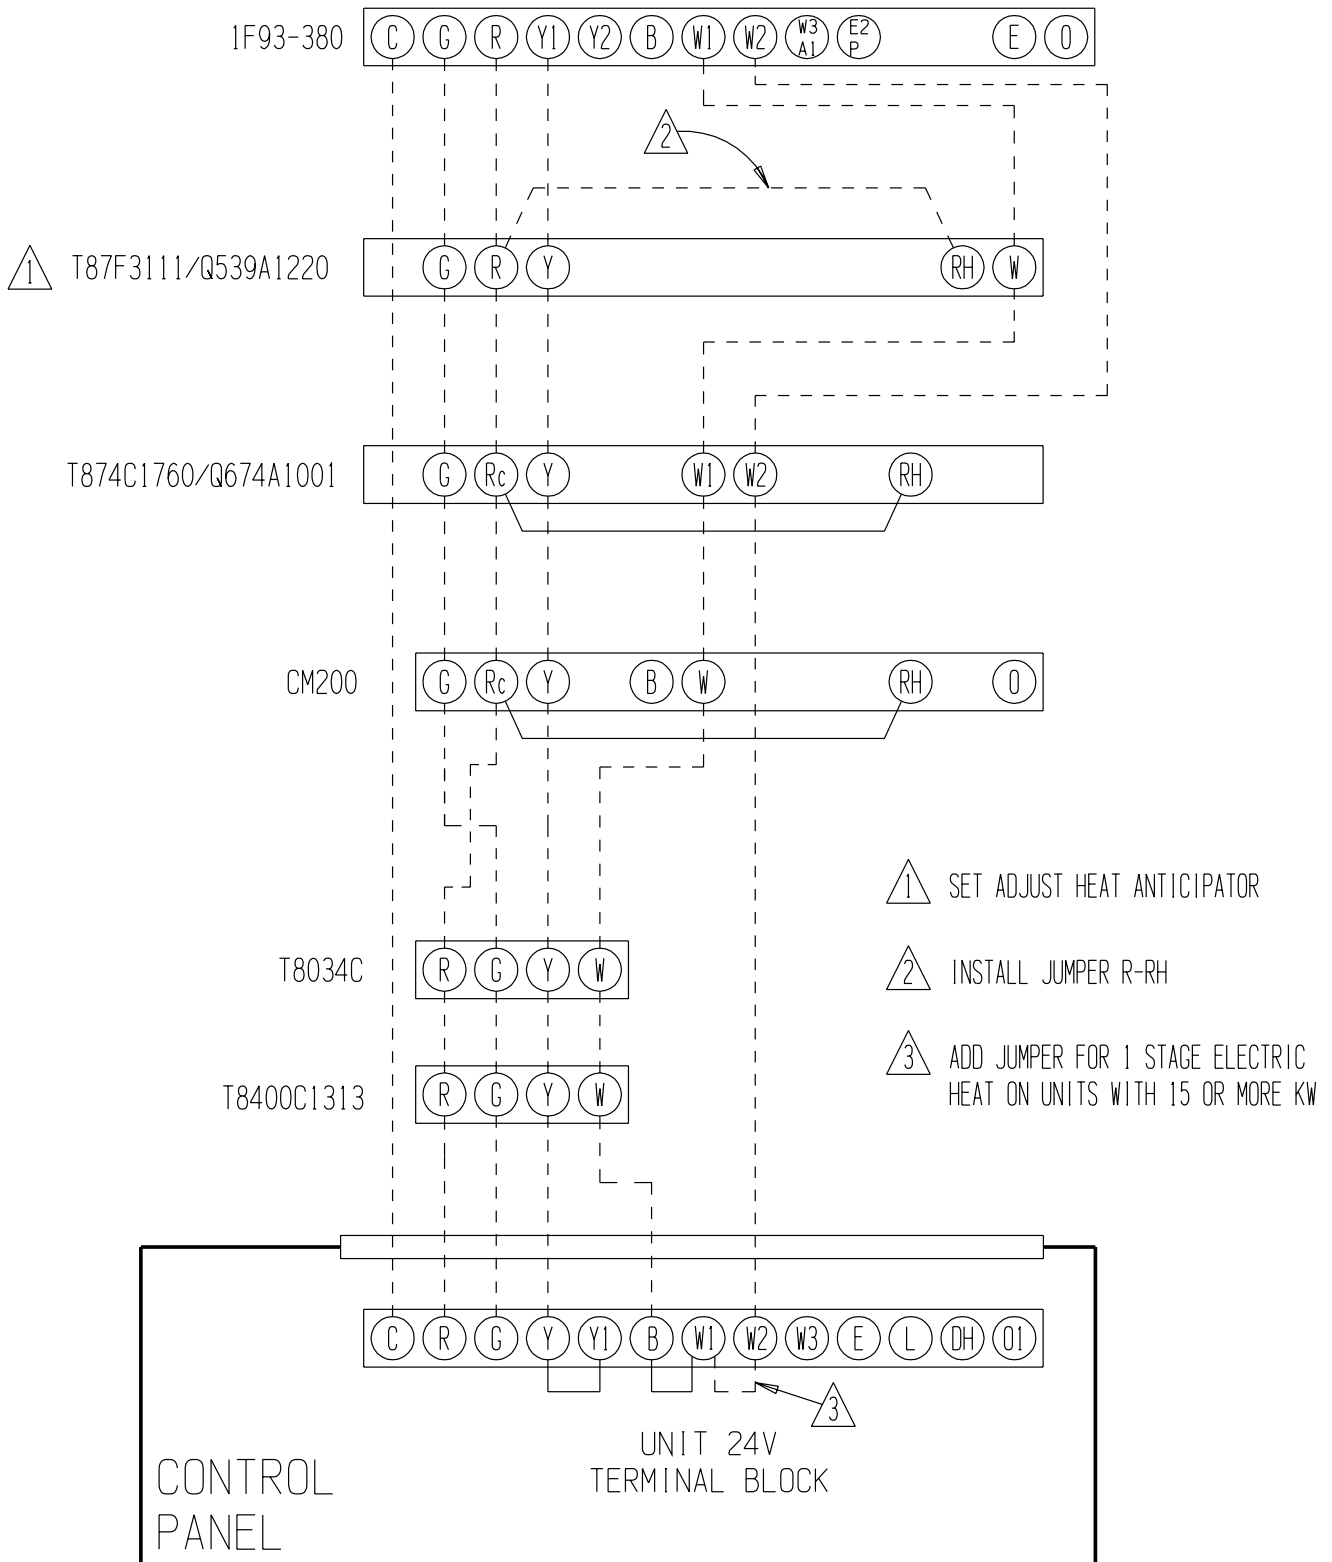 1F93-380 C G R Y1 Y2 B W1 W2 W3 A1 E2 P E O
2
1 T87F3111/Q539A1220 G R Y RH W
T874C1760/Q674A1001 G Rc Y W1 W2 RH
CM200 G Rc Y B W RH O
1 SET ADJUST HEAT ANTICIPATOR
T8034C R G Y W
2 INSTALL JUMPER R-RH
3 ADD JUMPER FOR 1 STAGE ELECTRIC
HEAT ON UNITS WITH 15 OR MORE KW
T8400C1313 R G Y W
C R G Y Y1 B W1 W2 W3 E L DH O1
3
UNIT 24V
TERMINAL BLOCK
CONTROL
PANEL